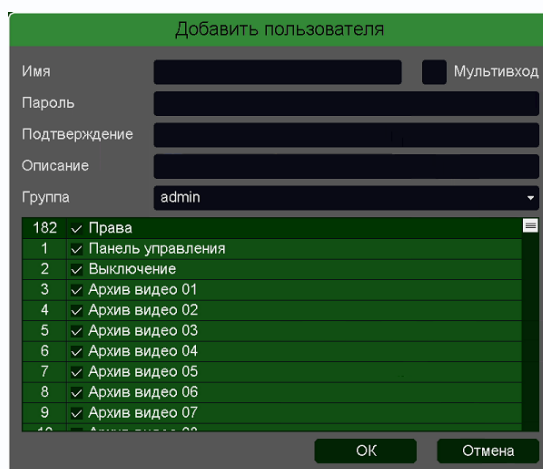 Добавить пользователя
Имя Мультивход
Пароль
Подтверждение
Описание
Группа admin
182 Права
1 Панель управления
2 Выключение
3 Архив видео 01
4 Архив видео 02
5 Архив видео 03
6 Архив видео 04
7 Архив видео 05
8 Архив видео 06
9 Архив видео 07
OK Отмена